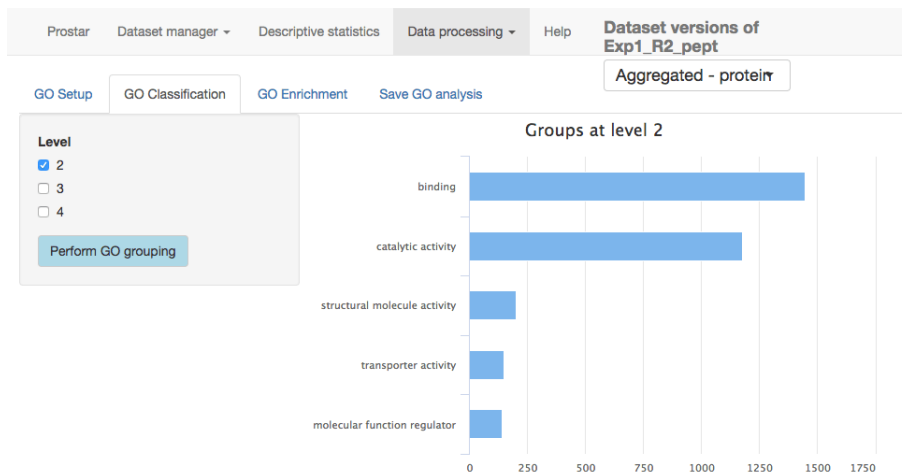 Prostar Dataset manager Descriptive statistics Data processing Help
Dataset versions of
Exp1_R2_pept
Aggregated - protein
GO Setup GO Classification GO Enrichment Save GO analysis
Level
2
3
4
Perform GO grouping
Groups at level 2
binding
catalytic activity
structural molecule activity
transporter activity
molecular function regulator
0 250 500 750 1000 1250 1500 1750